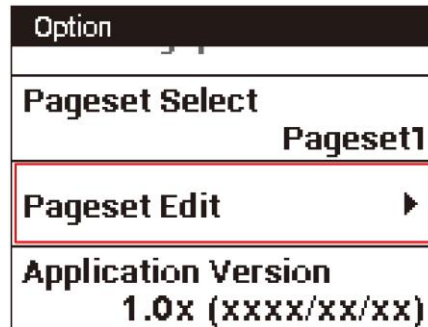 Option
Pageset Select
Pageset1
Pageset Edit
Application Version
1.0x (xxxx/xx/xx)